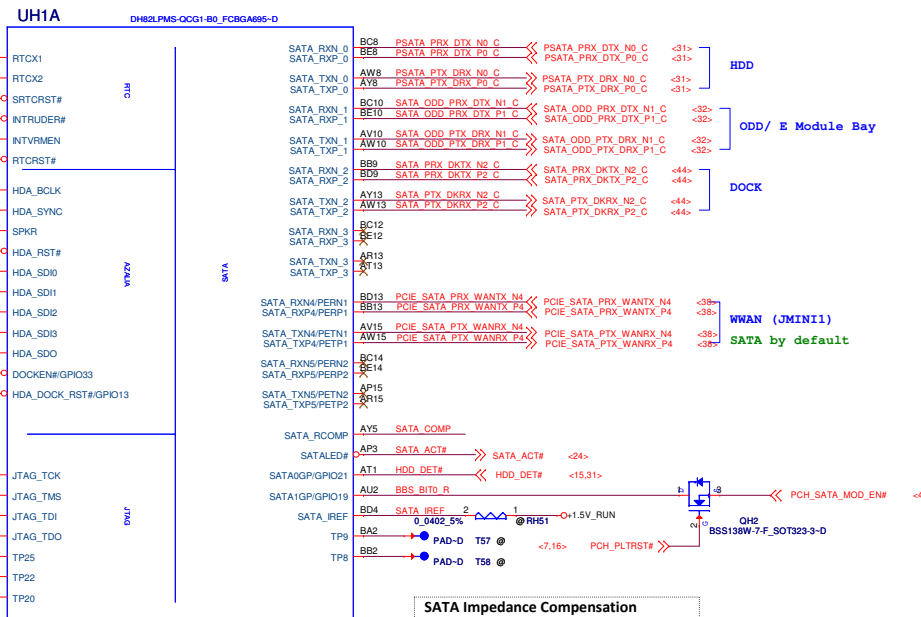 UH1A
DH82LPMS-QCG1-B0_FCBGA695~D
RTCX1
RTCX2
SRTCRST#
INTRUDER#
INTVRMEN
RTCRST#
HDA_BCLK
HDA_SYNC
SPKR
HDA_RST#
HDA_SDI0
HDA_SDI1
HDA_SDI2
HDA_SDI3
HDA_SDO
DOCKEN#/GPIO33
HDA_DOCK_RST#/GPIO13
JTAG_TCK
JTAG_TMS
JTAG_TDI
JTAG_TDO
TP25
TP22
TP20
RTC
AZALIA
JTAG
SATA
SATA_RXN_0 BC8 PSATA_PRX_DTX_N0_C PSATA_PRX_DTX_N0_C <31>
SATA_RXP_0 BE8 PSATA_PRX_DTX_P0_C PSATA_PRX_DTX_P0_C <31>
HDD
SATA_TXN_0 AW8 PSATA_PTX_DRX_N0_C PSATA_PTX_DRX_N0_C <31>
SATA_TXP_0 AY8 PSATA_PTX_DRX_P0_C PSATA_PTX_DRX_P0_C <31>
SATA_RXN_1 BC10 SATA_ODD_PRX_DTX_N1_C SATA_ODD_PRX_DTX_N1_C <32>
SATA_RXP_1 BE10 SATA_ODD_PRX_DTX_P1_C SATA_ODD_PRX_DTX_P1_C <32>
ODD/ E Module Bay
SATA_TXN_1 AV10 SATA_ODD_PTX_DRX_N1_C SATA_ODD_PTX_DRX_N1_C <32>
SATA_TXP_1 AW10 SATA_ODD_PTX_DRX_P1_C SATA_ODD_PTX_DRX_P1_C <32>
SATA_RXN_2 BB9 SATA_PRX_DKTX_N2_C SATA_PRX_DKTX_N2_C <44>
SATA_RXP_2 BD9 SATA_PRX_DKTX_P2_C SATA_PRX_DKTX_P2_C <44>
DOCK
SATA_TXN_2 AY13 SATA_PTX_DKRX_N2_C SATA_PTX_DKRX_N2_C <44>
SATA_TXP_2 AW13 SATA_PTX_DKRX_P2_C SATA_PTX_DKRX_P2_C <44>
SATA_RXN_3 BC12
SATA_RXP_3 BE12
SATA_TXN_3 AR13
SATA_TXP_3 AT13
SATA_RXN4/PERN1 BD13 PCIE_SATA_PRX_WANTX_N4 PCIE_SATA_PRX_WANTX_N4 <38>
SATA_RXP4/PERP1 BB13 PCIE_SATA_PRX_WANTX_P4 PCIE_SATA_PRX_WANTX_P4 <38>
WWAN (JMINI1)
SATA_TXN4/PETN1 AV15 PCIE_SATA_PTX_WANRX_N4 PCIE_SATA_PTX_WANRX_N4 <38>
SATA_TXP4/PETP1 AW15 PCIE_SATA_PTX_WANRX_P4 PCIE_SATA_PTX_WANRX_P4 <38>
SATA by default
SATA_RXN5/PERN2 BC14
SATA_RXP5/PERP2 BE14
SATA_TXN5/PETN2 AP15
SATA_TXP5/PETP2 AR15
SATA_RCOMP AY5 SATA_COMP
SATALED# AP3 SATA_ACT# SATA_ACT# <24>
SATA0GP/GPIO21 AT1 HDD_DET# HDD_DET# <15,31>
SATA1GP/GPIO19 AU2 BBS_BIT0_R 1 3 PCH_SATA_MOD_EN#
SATA_IREF BD4 SATA_IREF 2 1 +1.5V_RUN
0_0402_5% @ RH51
2 G
QH2
BSS138W-7-F_SOT323-3~D
TP9 BA2 PAD~D T57 @
<7,16> PCH_PLTRST#
TP8 BB2 PAD~D T58 @
SATA Impedance Compensation